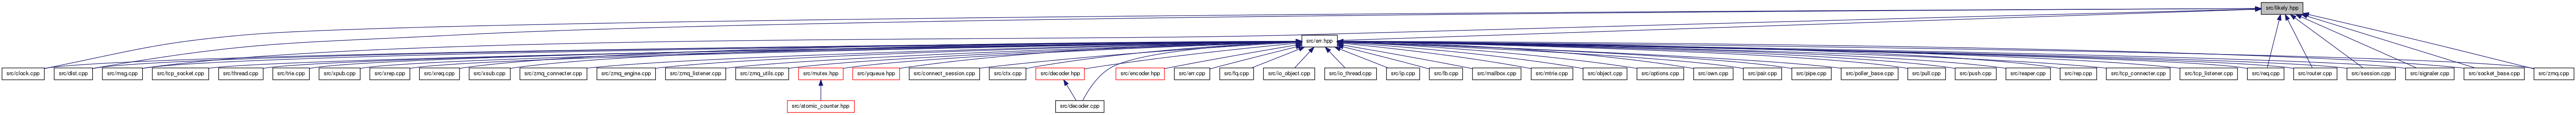 src/likely.hpp
src/err.hpp
src/clock.cpp
src/dist.cpp
src/msg.cpp
src/tcp_socket.cpp
src/thread.cpp
src/trie.cpp
src/xpub.cpp
src/xrep.cpp
src/xreq.cpp
src/xsub.cpp
src/zmq_connecter.cpp
src/zmq_engine.cpp
src/zmq_listener.cpp
src/zmq_utils.cpp
src/mutex.hpp
src/yqueue.hpp
src/connect_session.cpp
src/ctx.cpp
src/decoder.hpp
src/encoder.hpp
src/err.cpp
src/fq.cpp
src/io_object.cpp
src/io_thread.cpp
src/ip.cpp
src/lb.cpp
src/mailbox.cpp
src/mtrie.cpp
src/object.cpp
src/options.cpp
src/own.cpp
src/pair.cpp
src/pipe.cpp
src/poller_base.cpp
src/pull.cpp
src/push.cpp
src/reaper.cpp
src/rep.cpp
src/tcp_connecter.cpp
src/tcp_listener.cpp
src/req.cpp
src/router.cpp
src/session.cpp
src/signaler.cpp
src/socket_base.cpp
src/zmq.cpp
src/atomic_counter.hpp
src/decoder.cpp